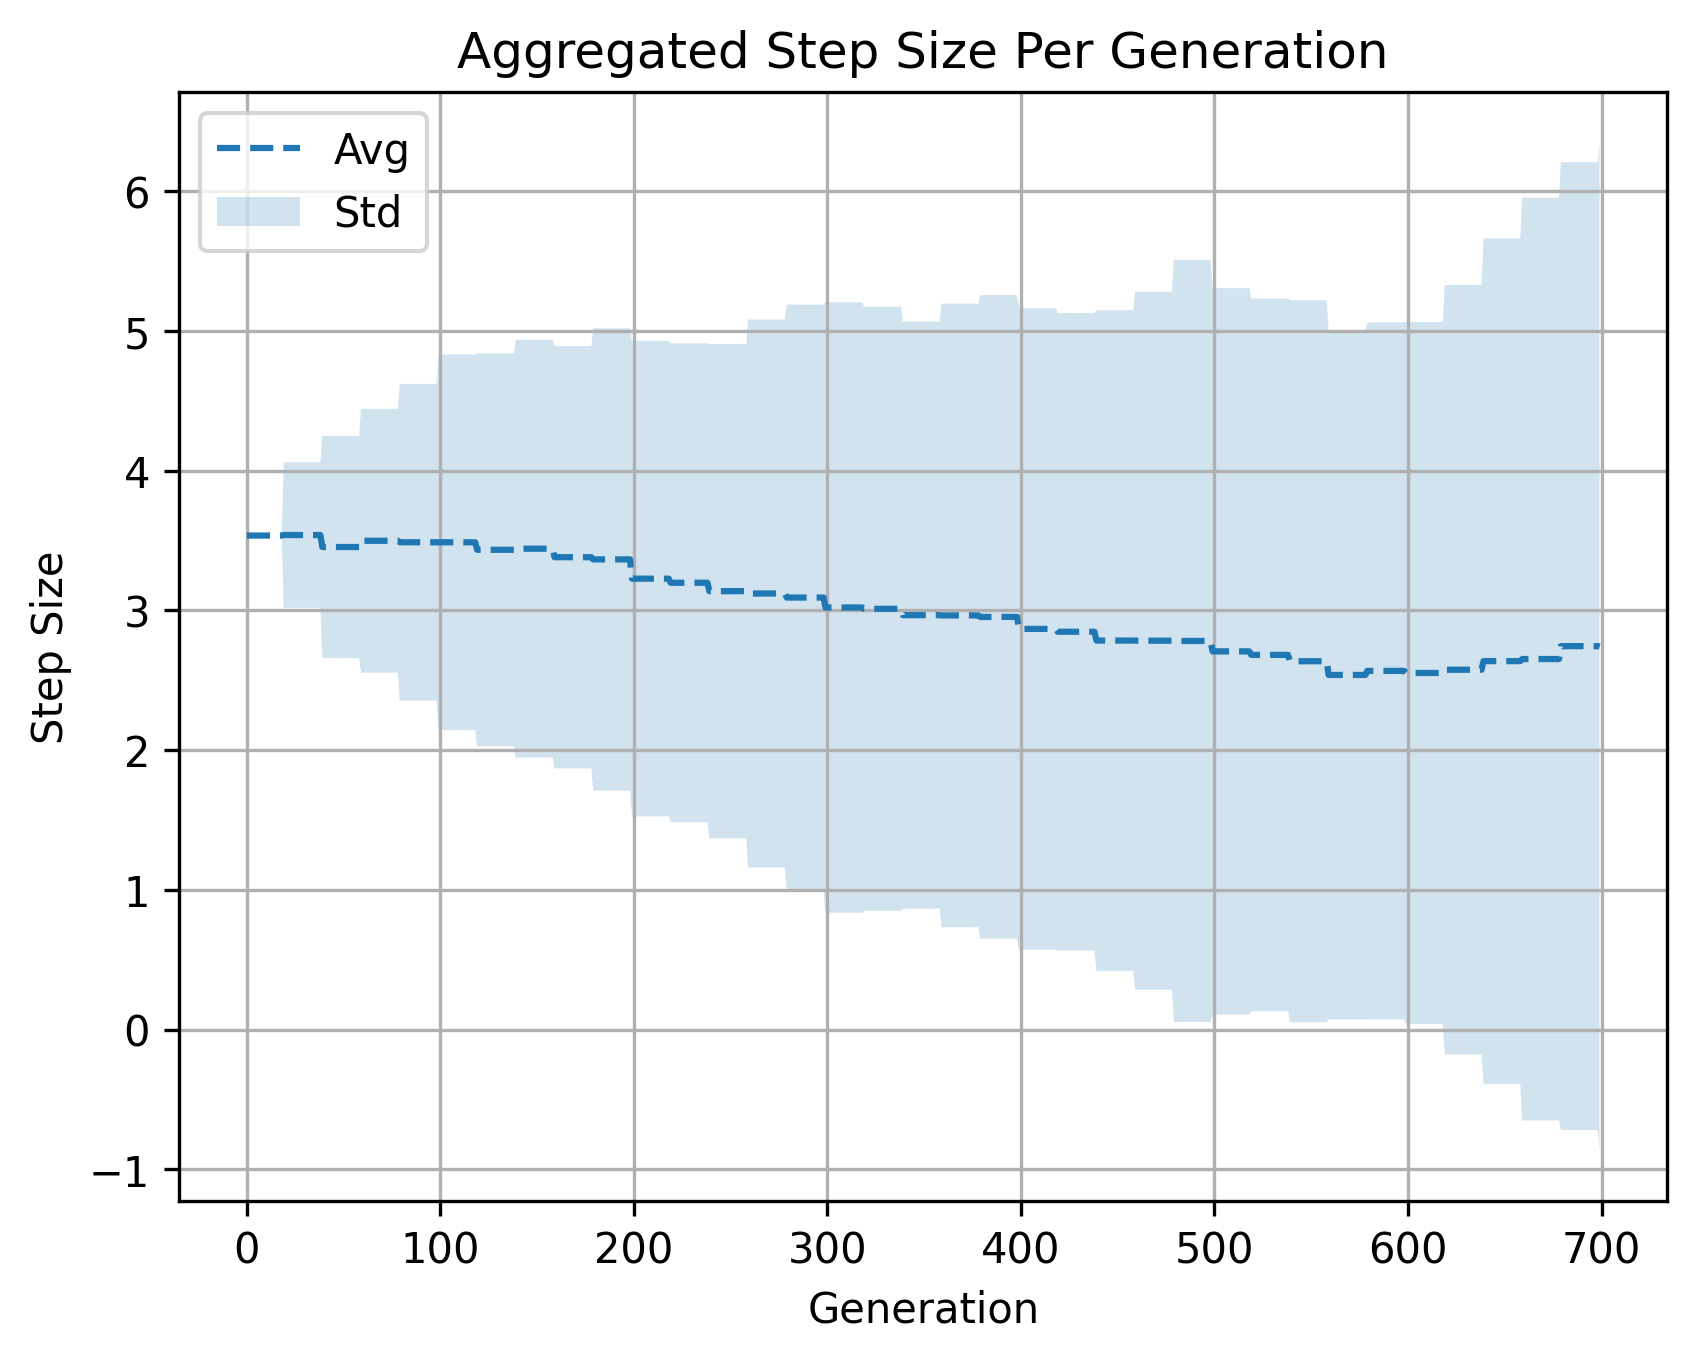 Aggregated Step Size Per Generation
Avg
Std
6
5
4
3
2
1
0
−1
Step Size
0 100 200 300 400 500 600 700
Generation